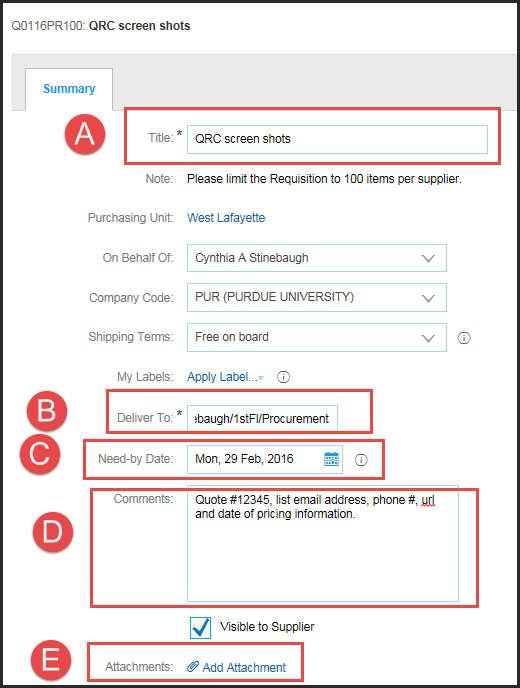 Q0116PR100: QRC screen shots
Summary
A
Title: * QRC screen shots
Note: Please limit the Requisition to 100 items per supplier.
Purchasing Unit: West Lafayette
On Behalf Of: Cynthia A Stinebaugh
Company Code: PUR (PURDUE UNIVERSITY)
Shipping Terms: Free on board
My Labels: Apply Label...
B
Deliver To: * ebaugh/1stFl/Procurement
C
Need-by Date: Mon, 29 Feb, 2016
D
Comments: Quote #12345, list email address, phone #, url
and date of pricing information.
Visible to Supplier
E
Attachments: Add Attachment